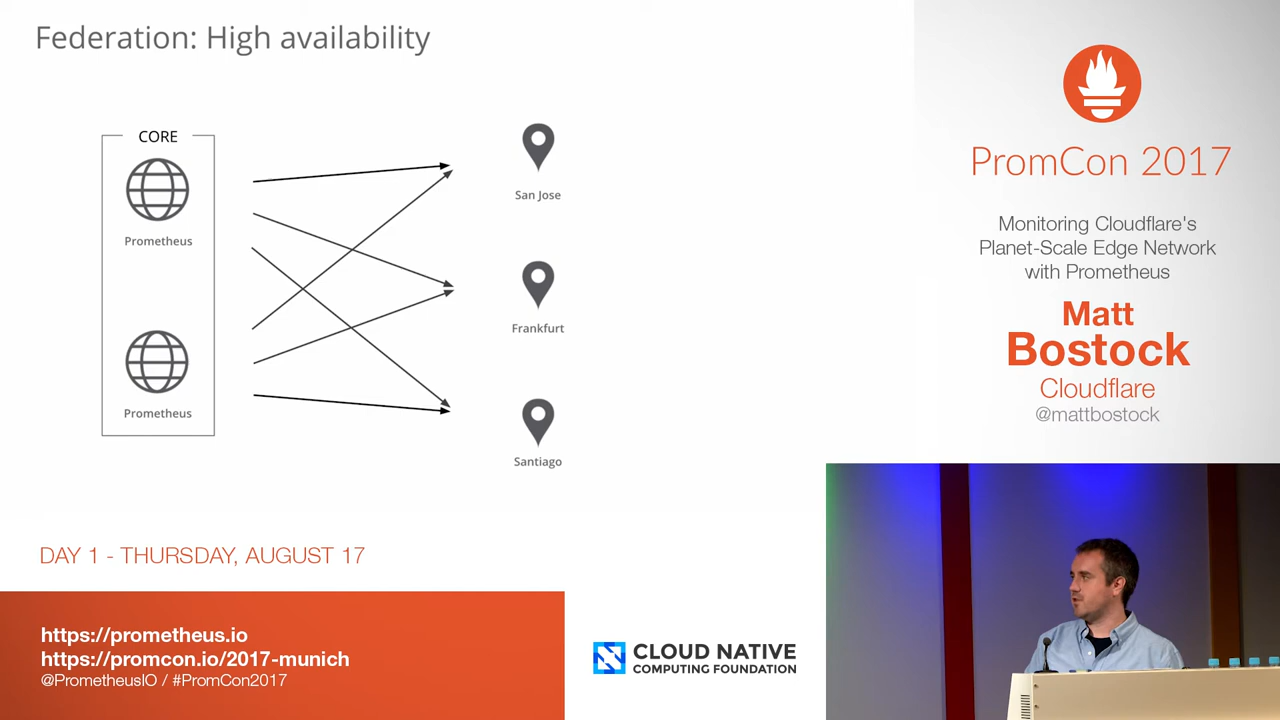 Federation: High availability
CORE
Prometheus
Prometheus
San Jose
Frankfurt
Santiago
PromCon 2017
Monitoring Cloudflare's
Planet-Scale Edge Network
with Prometheus
Matt
Bostock
Cloudflare
@mattbostock
DAY 1 - THURSDAY, AUGUST 17
https://prometheus.io
https://promcon.io/2017-munich
@PrometheusIO / #PromCon2017
CLOUD NATIVE
COMPUTING FOUNDATION